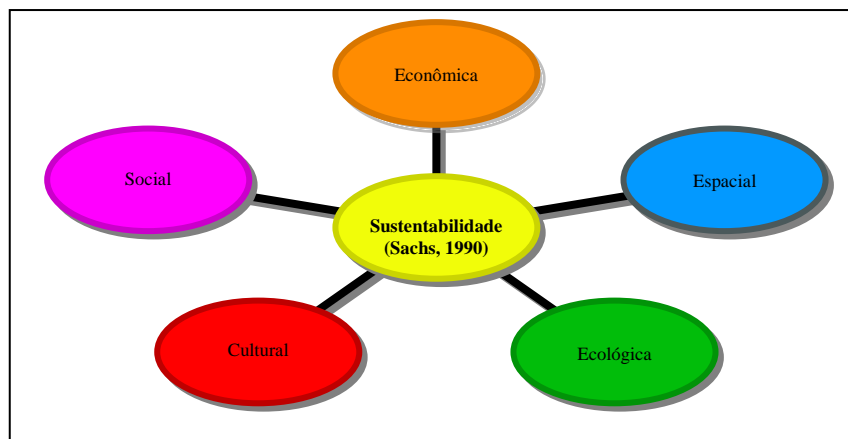 Econômica
Social
Espacial
Sustentabilidade
(Sachs, 1990)
Cultural
Ecológica